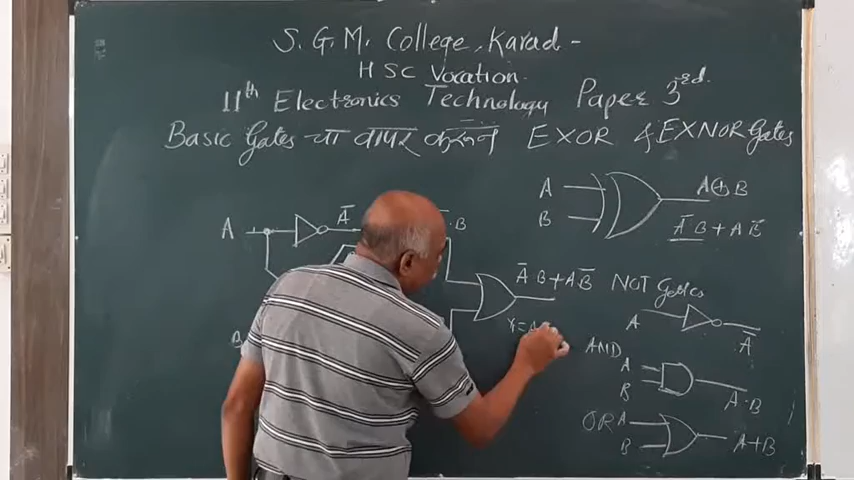 S.G.M. College, Karad -
HSC Vocation
11th Electronics Technology Paper 3rd.
Basic Gates चा वापर करून EXOR & EXNOR Gates
A
B
A⊕B
A̅B + AB̅
A
A̅
.B
A̅B+AB̅
Y=A
NOT Gates
A
A̅
AND
A
B
A.B
OR
A
B
A+B